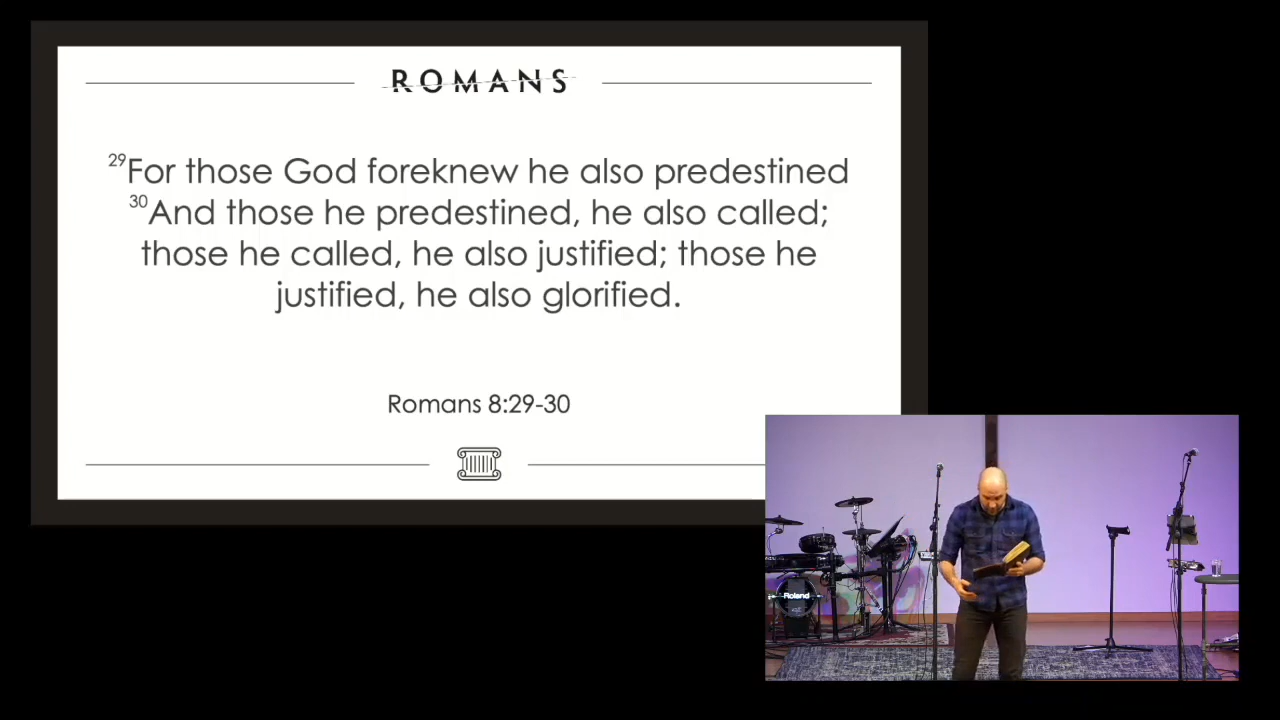 ROMANS
29For those God foreknew he also predestined
30And those he predestined, he also called;
those he called, he also justified; those he
justified, he also glorified.
Romans 8:29-30
Roland